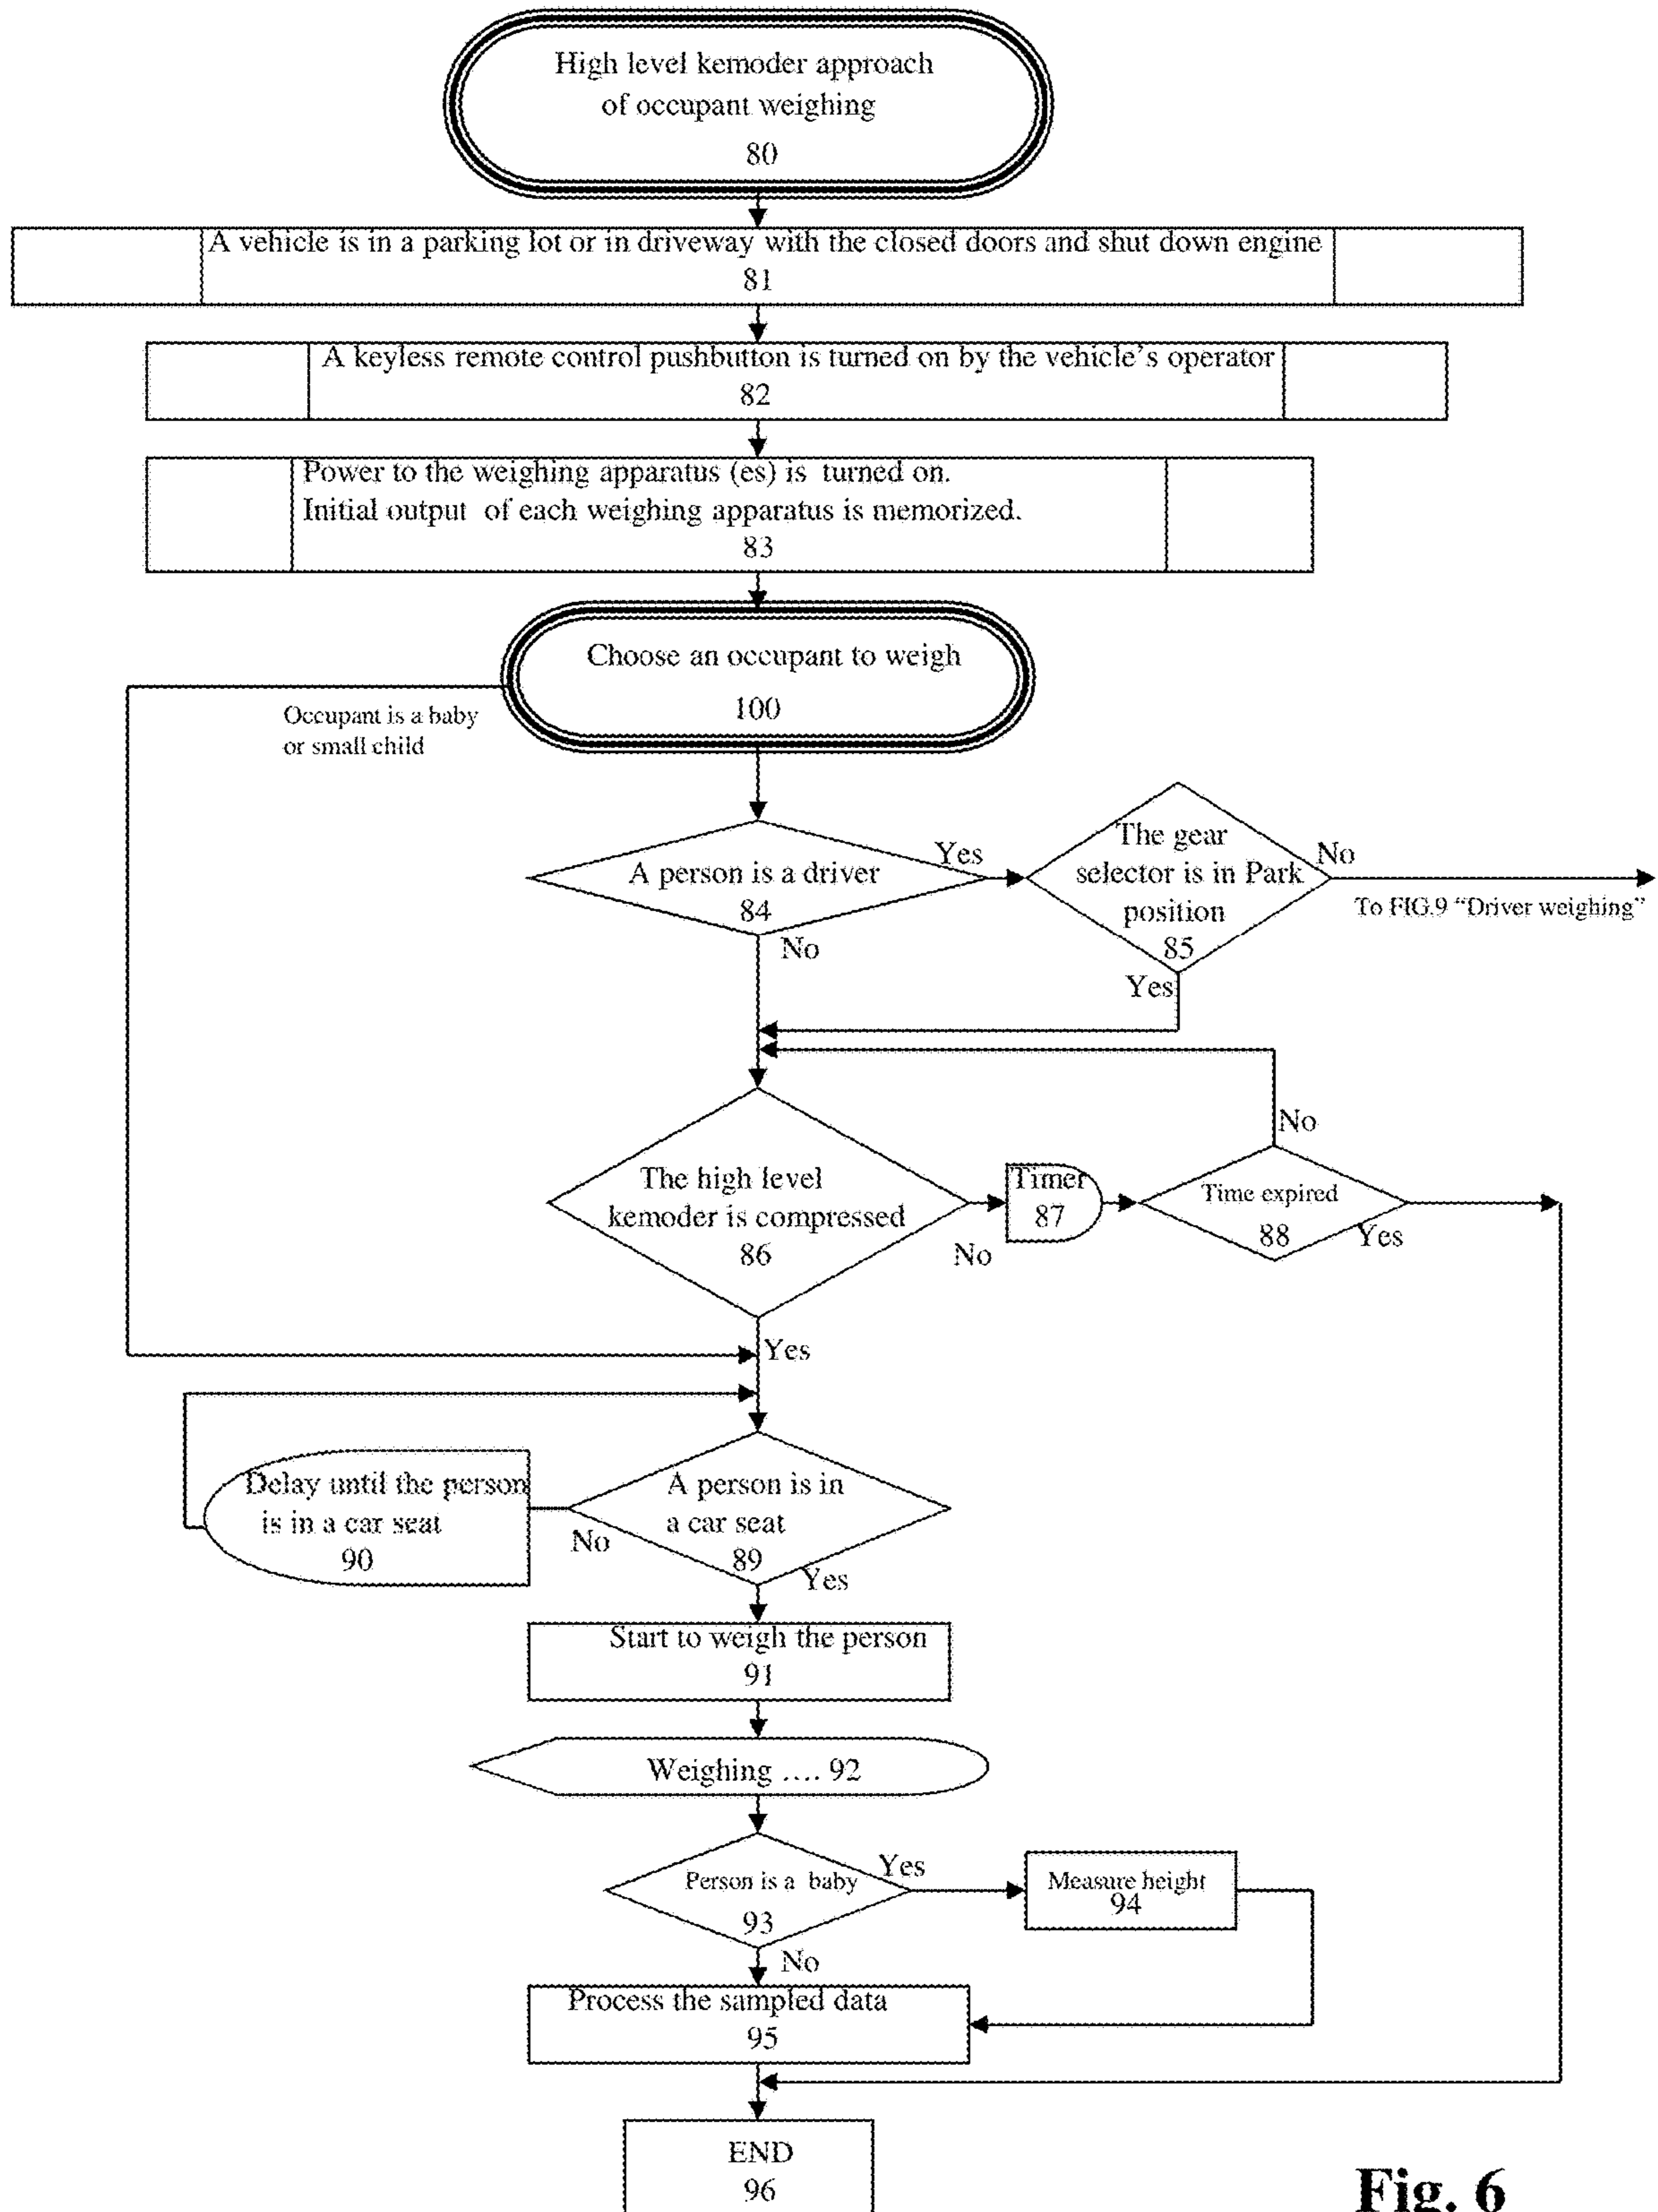 High level kemoder approach
of occupant weighing
80
A vehicle is in a parking lot or in driveway with the closed doors and shut down engine
81
A keyless remote control pushbutton is turned on by the vehicle's operator
82
Power to the weighing apparatus (es) is turned on.
Initial output of each weighing apparatus is memorized.
83
Choose an occupant to weigh
100
Occupant is a baby
or small child
A person is a driver
84
Yes
No
The gear
selector is in Park
position
85
No
To FIG.9 “Driver weighing”
Yes
The high level
kemoder is compressed
86
No
Timer
87
Time expired
88
No
Yes
Yes
A person is in
a car seat
89
No
Delay until the person
is in a car seat
90
Yes
Start to weigh the person
91
Weighing .... 92
Person is a baby
93
Yes
Measure height
94
No
Process the sampled data
95
END
96
Fig. 6